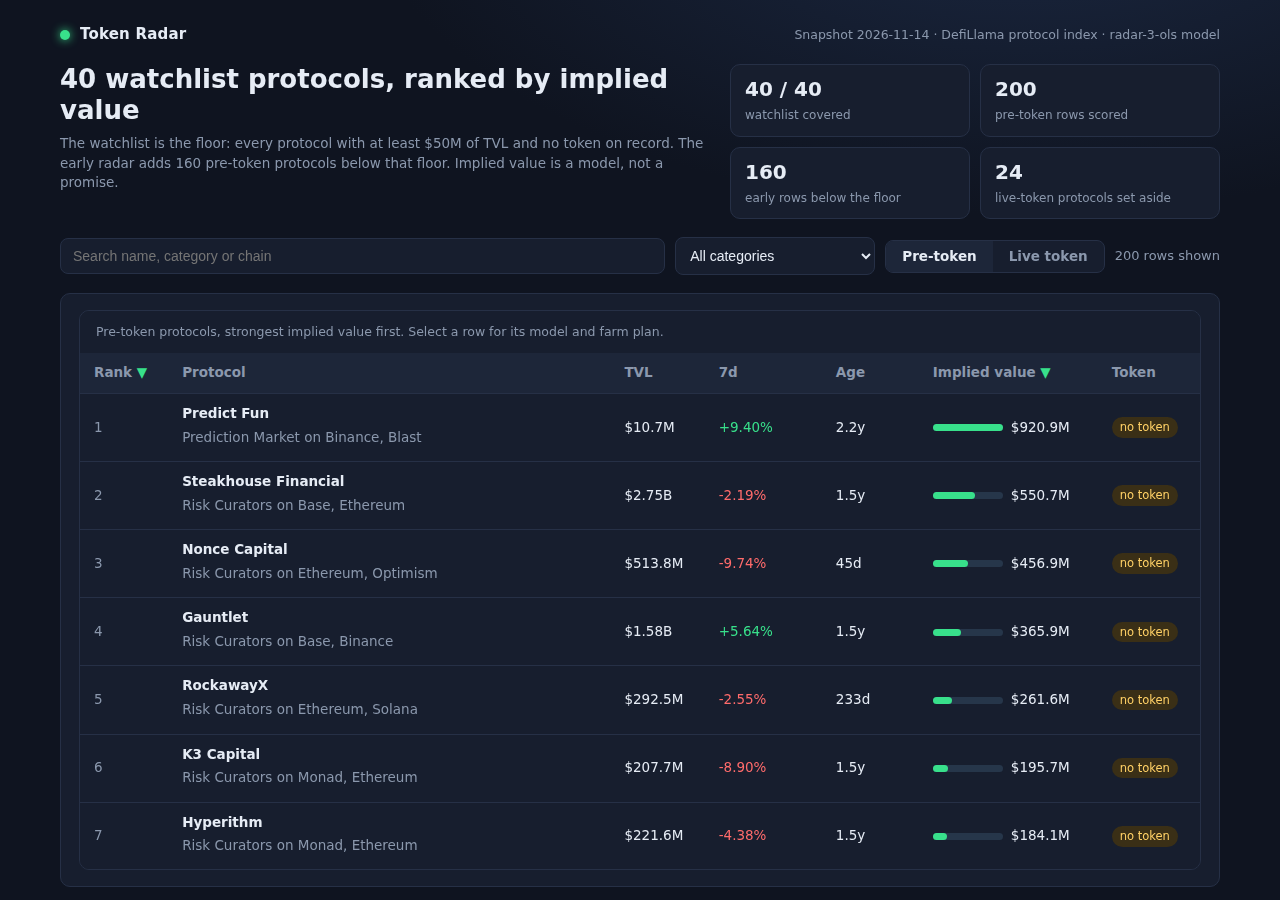 Token Radar
Snapshot 2026-11-14 · DefiLlama protocol index · radar-3-ols model
40 watchlist protocols, ranked by implied
value
The watchlist is the floor: every protocol with at least $50M of TVL and no token on record. The
early radar adds 160 pre-token protocols below that floor. Implied value is a model, not a
promise.
40 / 40
watchlist covered
200
pre-token rows scored
160
early rows below the floor
24
live-token protocols set aside
Search name, category or chain
All categories
Pre-token
Live token
200 rows shown
Pre-token protocols, strongest implied value first. Select a row for its model and farm plan.
Rank ▼ Protocol TVL 7d Age Implied value ▼ Token
1 Predict Fun $10.7M +9.40% 2.2y $920.9M no token
Prediction Market on Binance, Blast
2 Steakhouse Financial $2.75B -2.19% 1.5y $550.7M no token
Risk Curators on Base, Ethereum
3 Nonce Capital $513.8M -9.74% 45d $456.9M no token
Risk Curators on Ethereum, Optimism
4 Gauntlet $1.58B +5.64% 1.5y $365.9M no token
Risk Curators on Base, Binance
5 RockawayX $292.5M -2.55% 233d $261.6M no token
Risk Curators on Ethereum, Solana
6 K3 Capital $207.7M -8.90% 1.5y $195.7M no token
Risk Curators on Monad, Ethereum
7 Hyperithm $221.6M -4.38% 1.5y $184.1M no token
Risk Curators on Monad, Ethereum